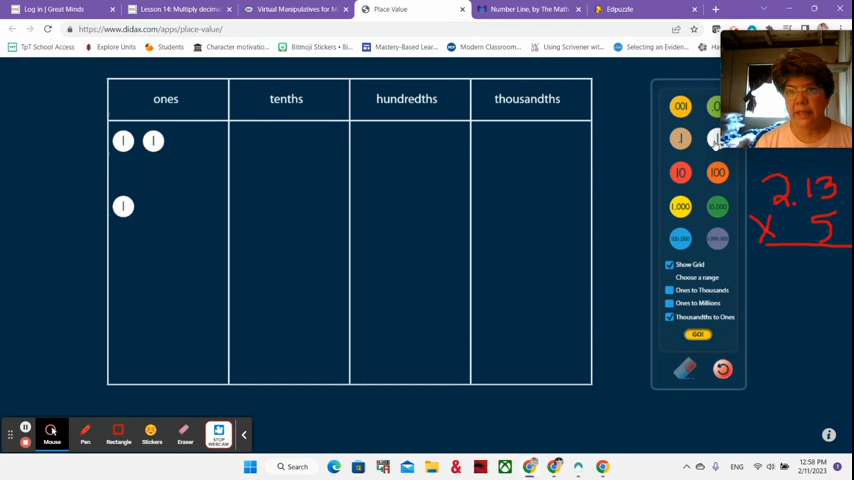 Log in | Great Minds
Lesson 14: Multiply decima
Virtual Manipulatives for M
Place Value
Number Line, by The Math
Edpuzzle
https://www.didax.com/apps/place-value/
TpT School Access
Explore Units
Students
Character motivatio...
Bitmoji Stickers • Bi...
Mastery-Based Lear...
Modern Classroom...
Using Scrivener wit...
Selecting an Eviden...
ones tenths hundredths thousandths
1 1
1
.001 .0
.1 .1
10 100
1,000 10,000
100,000 1,000,000
Show Grid
Choose a range
Ones to Thousands
Ones to Millions
Thousandths to Ones
GO!
2.13
x 5
Mouse Pen Rectangle Stickers Eraser STOP WEBCAM
Search
ENG
12:58 PM
2/11/2023
1